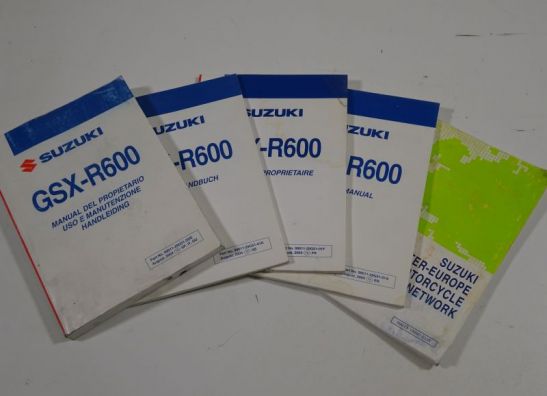 SUZUKI
GSX-R600
MANUAL DEL PROPIETARIO
USO E MANUTENZIONE
HANDLEIDING
SUZUKI
-R600
NDBUCH
SUZUKI
-R600
PROPRIETAIRE
-R600
MANUAL
SUZUKI
TER-EUROPE
OTORCYCLE
NETWORK